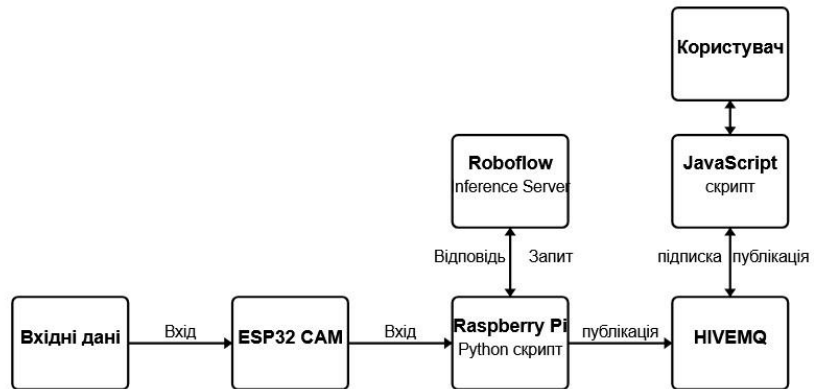 Користувач
Roboflow
Inference Server
JavaScript
скрипт
Відповідь Запит
підписка публікація
Вхідні дані
Вхід
ESP32 CAM
Вхід
Raspberry Pi
Python скрипт
публікація
HIVEMQ